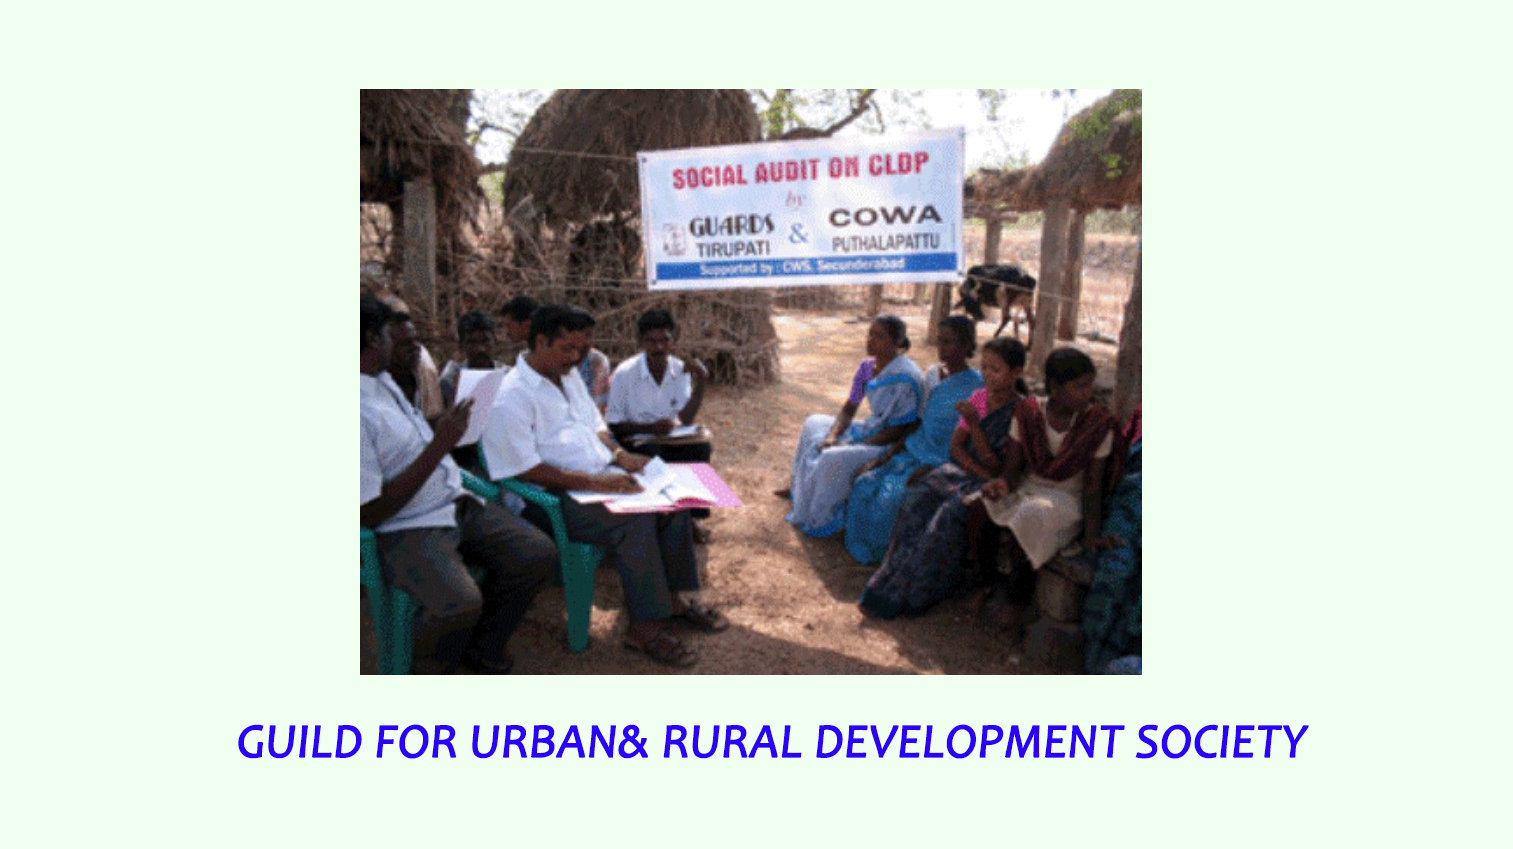 SOCIAL AUDIT ON CLDP
by
GUARDS
TIRUPATI
&
COWA
PUTHALAPATTU
Supported by : CWS, Secunderabad
GUILD FOR URBAN& RURAL DEVELOPMENT SOCIETY